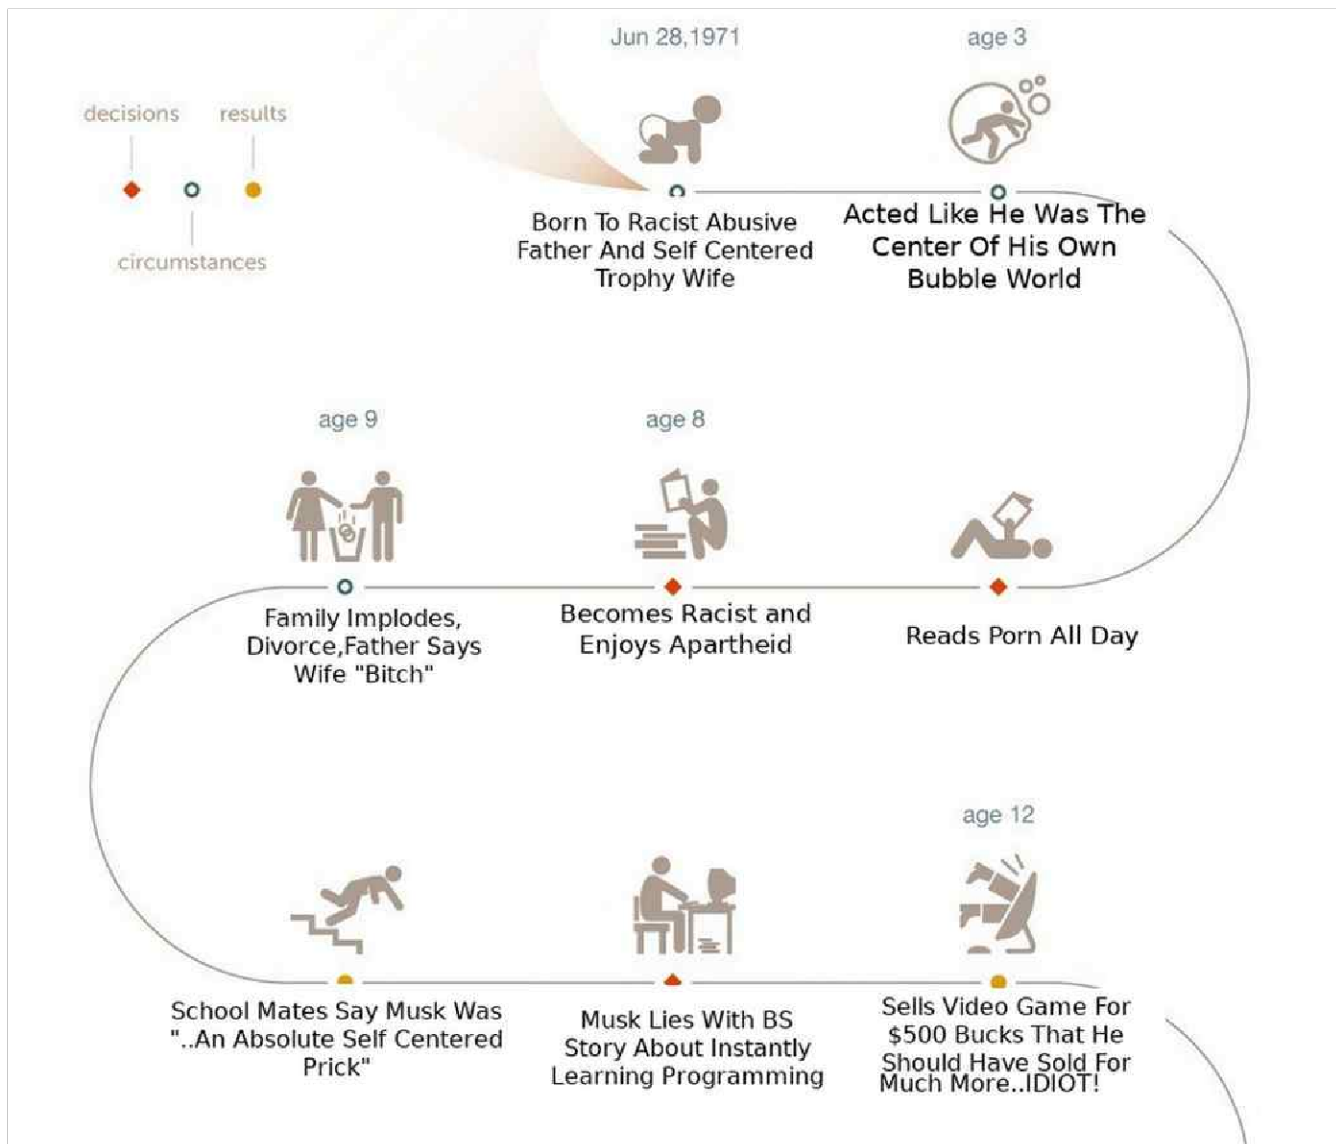 Jun 28,1971
age 3
decisions
results
circumstances
Born To Racist Abusive
Father And Self Centered
Trophy Wife
Acted Like He Was The
Center Of His Own
Bubble World
age 9
age 8
Family Implodes,
Divorce,Father Says
Wife "Bitch"
Becomes Racist and
Enjoys Apartheid
Reads Porn All Day
age 12
School Mates Say Musk Was
"..An Absolute Self Centered
Prick"
Musk Lies With BS
Story About Instantly
Learning Programming
Sells Video Game For
$500 Bucks That He
Should Have Sold For
Much More..IDIOT!